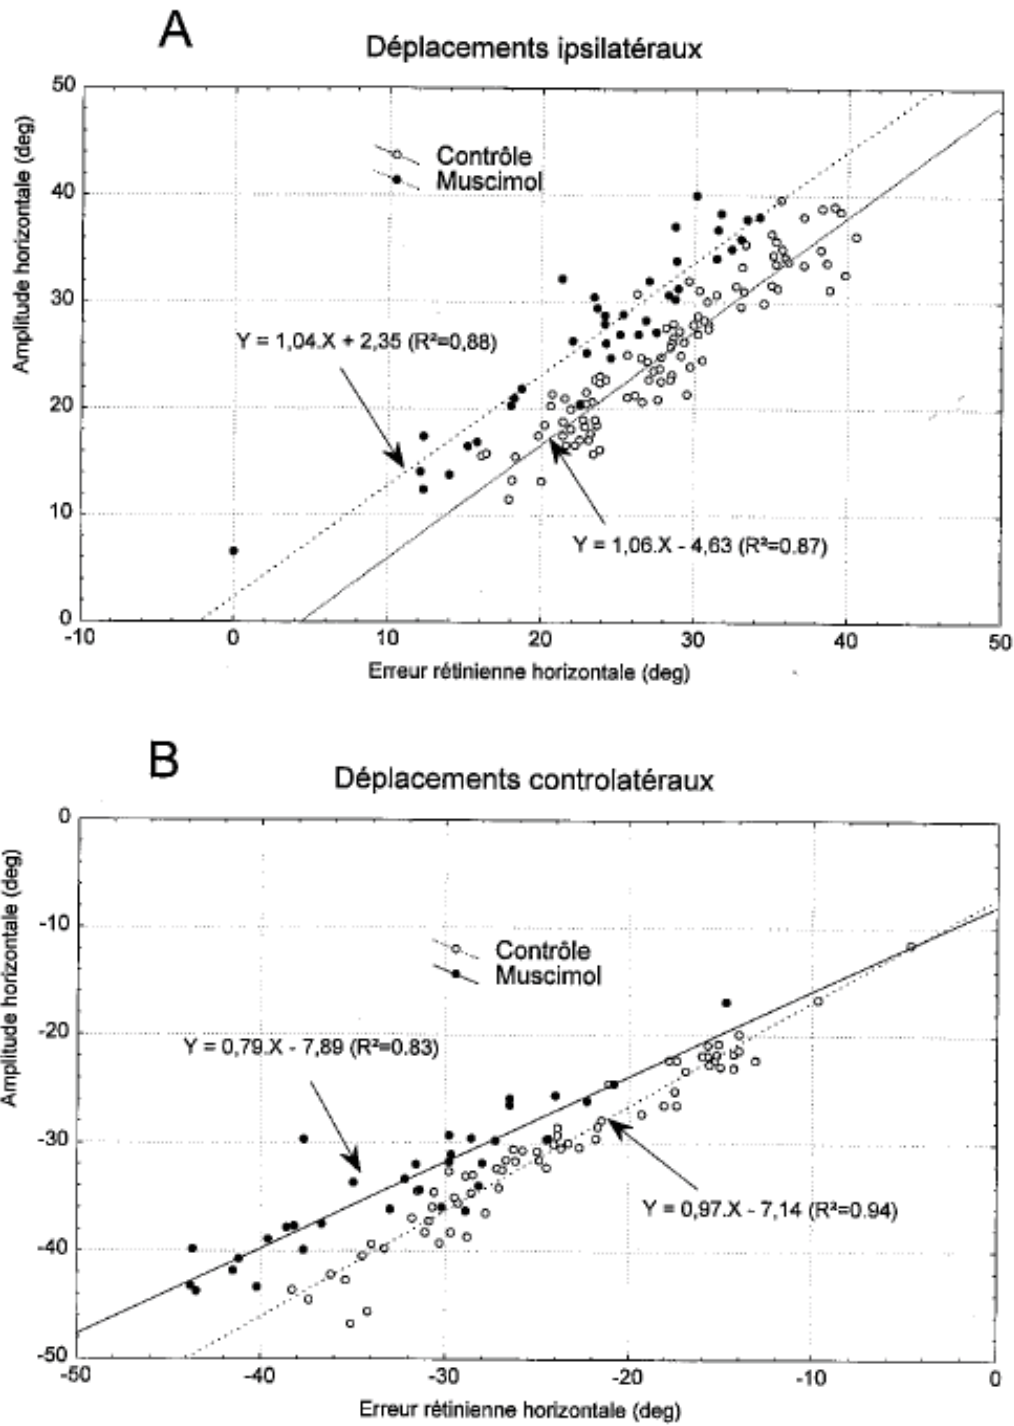 A
Déplacements ipsilatéraux
50
40
30
20
10
0
Amplitude horizontale (deg)
Contrôle
Muscimol
Y = 1,04.X + 2,35 (R²=0,88)
Y = 1,06.X - 4,63 (R²=0.87)
-10 0 10 20 30 40 50
Erreur rétinienne horizontale (deg)
B
Déplacements controlatéraux
0
-10
-20
-30
-40
-50
Amplitude horizontale (deg)
Contrôle
Muscimol
Y = 0,79.X - 7,89 (R²=0.83)
Y = 0,97.X - 7,14 (R²=0.94)
-50 -40 -30 -20 -10 0
Erreur rétinienne horizontale (deg)